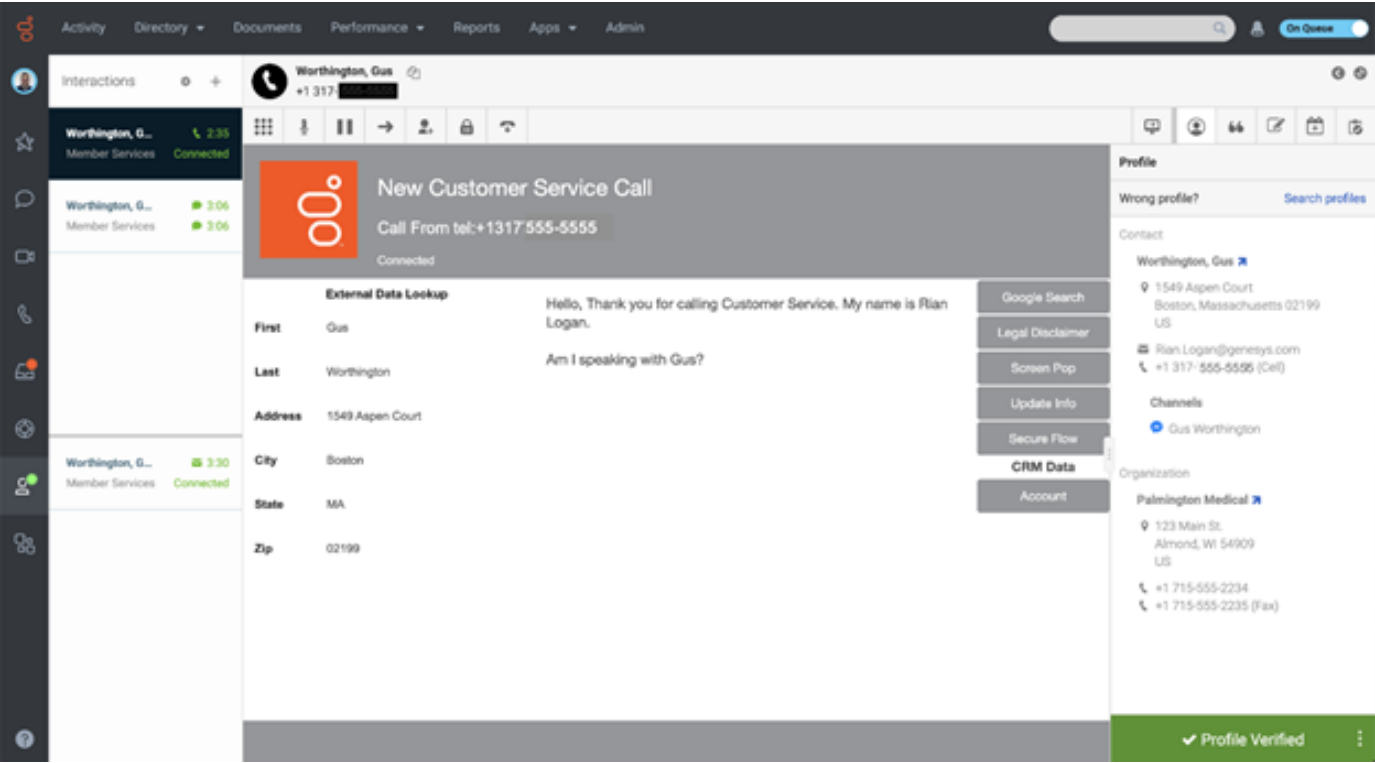 Activity Directory Documents Performance Reports Apps Admin
On Queue
Interactions
Worthington, Gus
+1 317-
Worthington, G... 2:35
Member Services Connected
Worthington, G... 3:06
Member Services 3:06
Worthington, G... 3:30
Member Services Connected
New Customer Service Call
Call From tel:+1317 555-5555
Connected
External Data Lookup
First Gus
Last Worthington
Address 1549 Aspen Court
City Boston
State MA
Zip 02199
Hello, Thank you for calling Customer Service. My name is Rian
Logan.
Am I speaking with Gus?
Google Search
Legal Disclaimer
Screen Pop
Update Info
Secure Flow
CRM Data
Account
Profile
Wrong profile? Search profiles
Contact
Worthington, Gus
1549 Aspen Court
Boston, Massachusetts 02199
US
Rian.Logan@genesys.com
+1 317- 555-5555 (Cell)
Channels
Gus Worthington
Organization
Palmington Medical
123 Main St.
Almond, WI 54909
US
+1 715-555-2234
+1 715-555-2235 (Fax)
Profile Verified